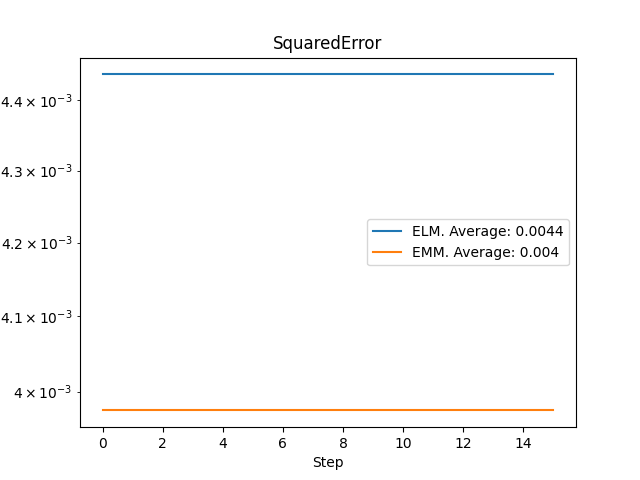 SquaredError
4.4 × 10⁻³
4.3 × 10⁻³
4.2 × 10⁻³
4.1 × 10⁻³
4 × 10⁻³
ELM. Average: 0.0044
EMM. Average: 0.004
0 2 4 6 8 10 12 14
Step